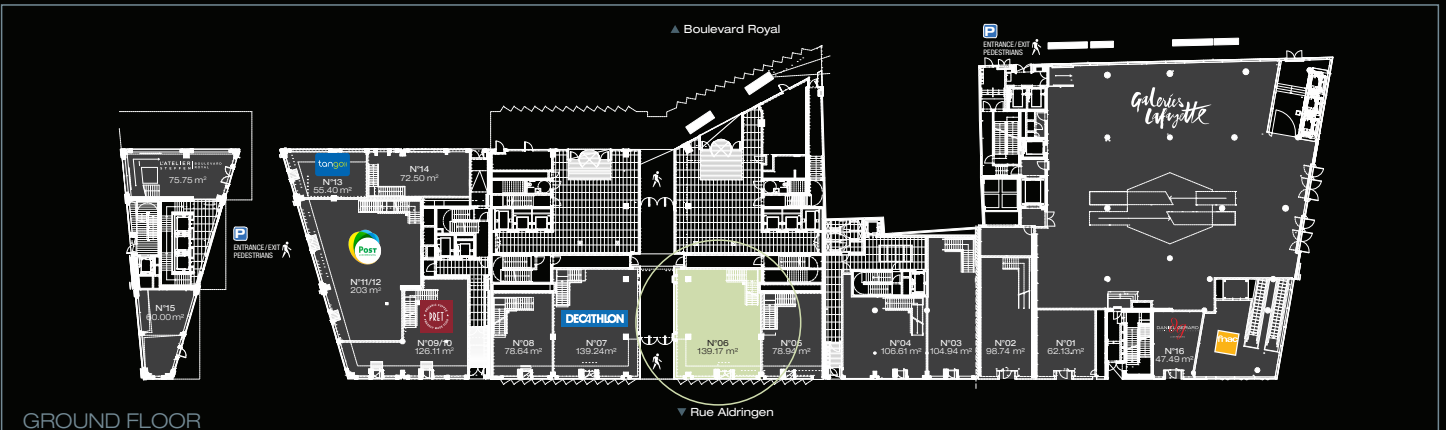 Boulevard Royal
P
ENTRANCE/EXIT
PEDESTRIANS
Galeries
Lafayette
L'ATELIER
STEFFEN
BOULEVARD
ROYAL
75.75 m²
tango
N°13
55.40 m²
N°14
72.50 m²
P
ENTRANCE/EXIT
PEDESTRIANS
POST
N°11/12
203 m²
N°15
60.00 m²
PRET
N°09/10
126.11 m²
N°08
78.64 m²
DECATHLON
N°07
139.24m²
N°06
139.17 m²
N°05
78.94 m²
N°04
106.61 m²
N°03
104.94 m²
N°02
98.74 m²
N°01
62.13 m²
N°16
47.49 m²
fnac
Rue Aldringen
GROUND FLOOR